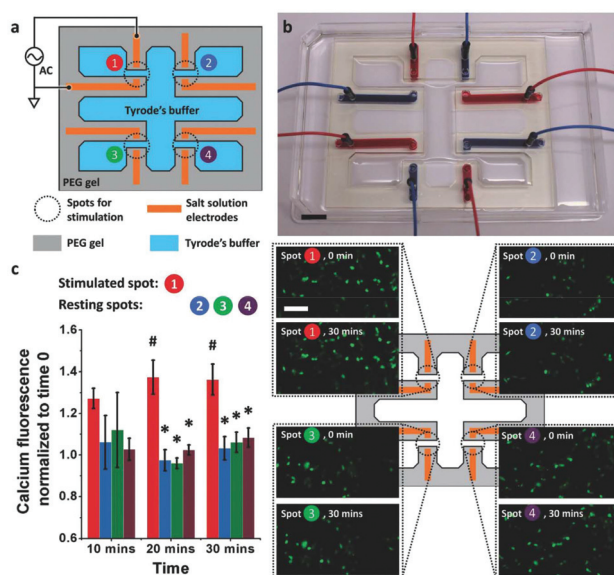 a
AC
1
2
Tyrode's buffer
3
4
PEG gel
Spots for
stimulation
Salt solution
electrodes
PEG gel
Tyrode's buffer
b
c
Stimulated spot: 1
Resting spots: 2 3 4
Calcium fluorescence
normalized to time 0
1.6
1.4
1.2
1.0
0.8
0.6
#
* * *
#
* * *
10 mins
20 mins
30 mins
Time
Spot 1 , 0 min
Spot 1 , 30 mins
Spot 2 , 0 min
Spot 2 , 30 mins
Spot 3 , 0 min
Spot 3 , 30 mins
Spot 4 , 0 min
Spot 4 , 30 mins